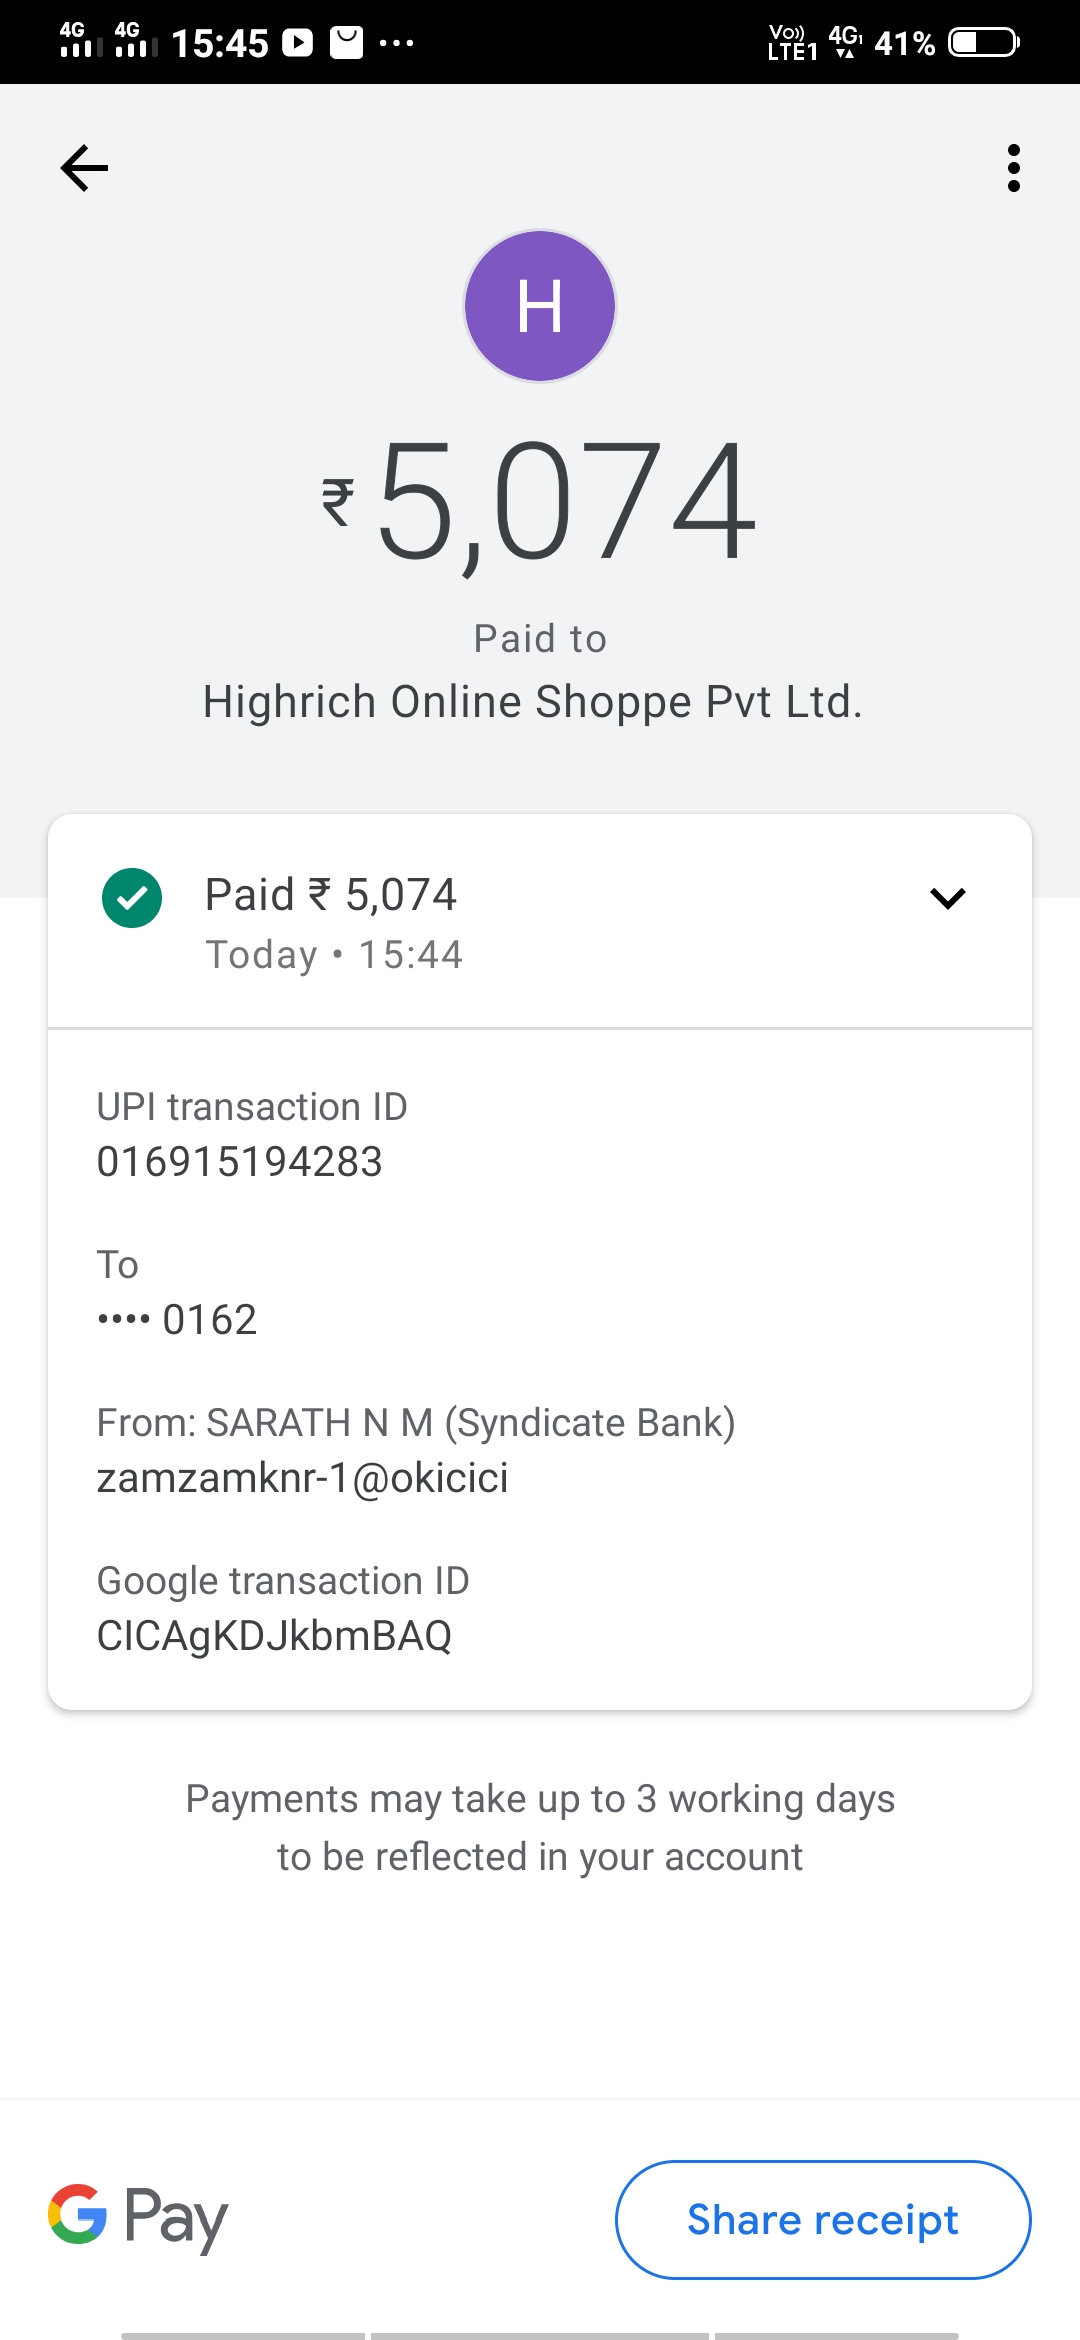 4G 4G 15:45 ... Vo)) LTE1 4G1 41%
H
₹5,074
Paid to
Highrich Online Shoppe Pvt Ltd.
Paid ₹ 5,074
Today • 15:44
UPI transaction ID
016915194283
To
•••• 0162
From: SARATH N M (Syndicate Bank)
zamzamknr-1@okicici
Google transaction ID
CICAgKDJkbmBAQ
Payments may take up to 3 working days
to be reflected in your account
G Pay
Share receipt